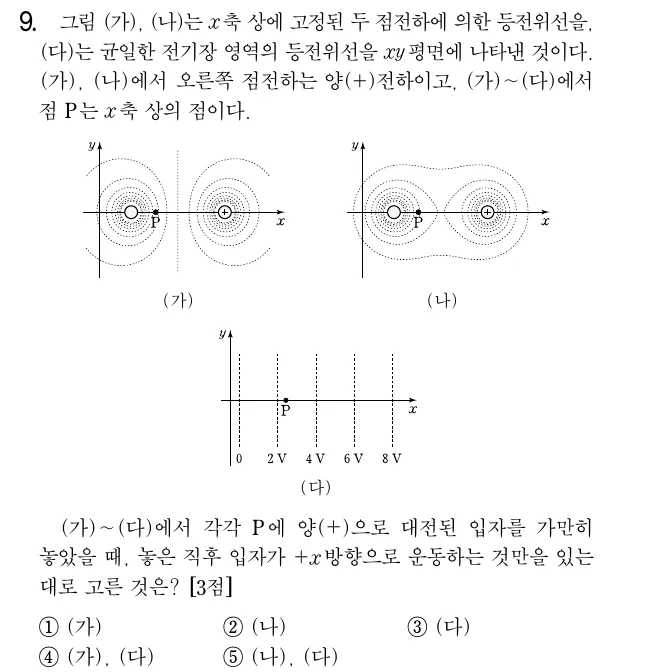 9. 그림 (가), (나)는 x축 상에 고정된 두 점전하에 의한 등전위선을,
(다)는 균일한 전기장 영역의 등전위선을 xy평면에 나타낸 것이다.
(가), (나)에서 오른쪽 점전하는 양(+)전하이고, (가)~(다)에서
점 P는 x축 상의 점이다.
y y
P + P +
x x
(가) (나)
y
P
x
0 2 V 4 V 6 V 8 V
(다)
(가)~(다)에서 각각 P에 양(+)으로 대전된 입자를 가만히
놓았을 때, 놓은 직후 입자가 +x방향으로 운동하는 것만을 있는
대로 고른 것은? [3점]
① (가) ② (나) ③ (다)
④ (가), (다) ⑤ (나), (다)